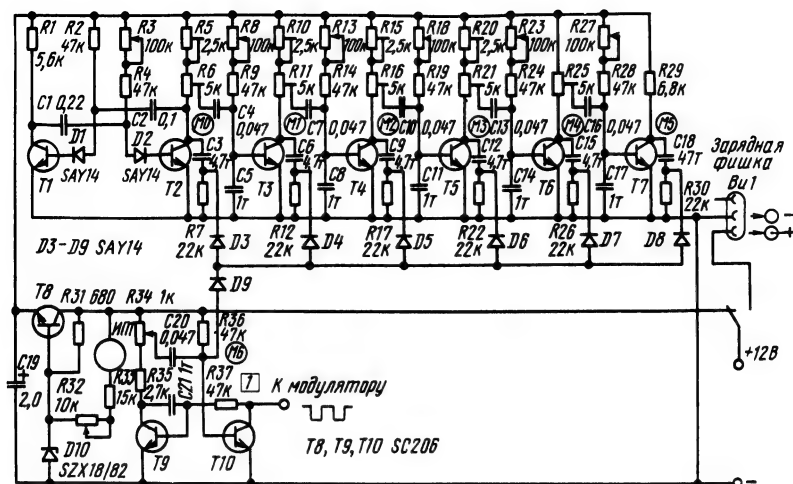 R1 R2 R3 R5 R8 R10 R13 R15 R18 R20 R23 R27
47к 100к 2,5к 100к 2,5к 100к 2,5к 100к 2,5к 100к 100к
5,6к R4 R6 R9 R11 R14 R16 R19 R21 R24 R25 R28 R29
47к 5к 47к 5к 47к 5к 47к 5к 47к 5к 47к 6,8к
C1 0,22 C2 0,1 C4 0,047 C7 0,047 C10 0,047 C13 0,047 C16 0,047
M0 M1 M2 M3 M4 M5
D1 D2 C3 4,7т C6 4,7т C9 4,7т C12 4,7т C15 4,7т C18 47т
Зарядная фишка
T1 SAY14 SAY14 T2 C5 1т T3 C8 1т T4 C11 1т T5 C14 1т T6 C17 1т T7 R30 22к Bu1
R7 22К D3 R12 22К D4 R17 22К D5 R22 22К D6 R26 22К D7 D8
− +
D3-D9 SAY14
D9
T8 R31 680 R34 1к C20 0,047 R36 47к
ИП M6
C19 + 2,0 R32 10к R33 15к R35 2,7к C21 1т R37 47К 1 К модулятору
+12В
D10 SZX18/82 T9 T10 T8, T9, T10 SC206
−